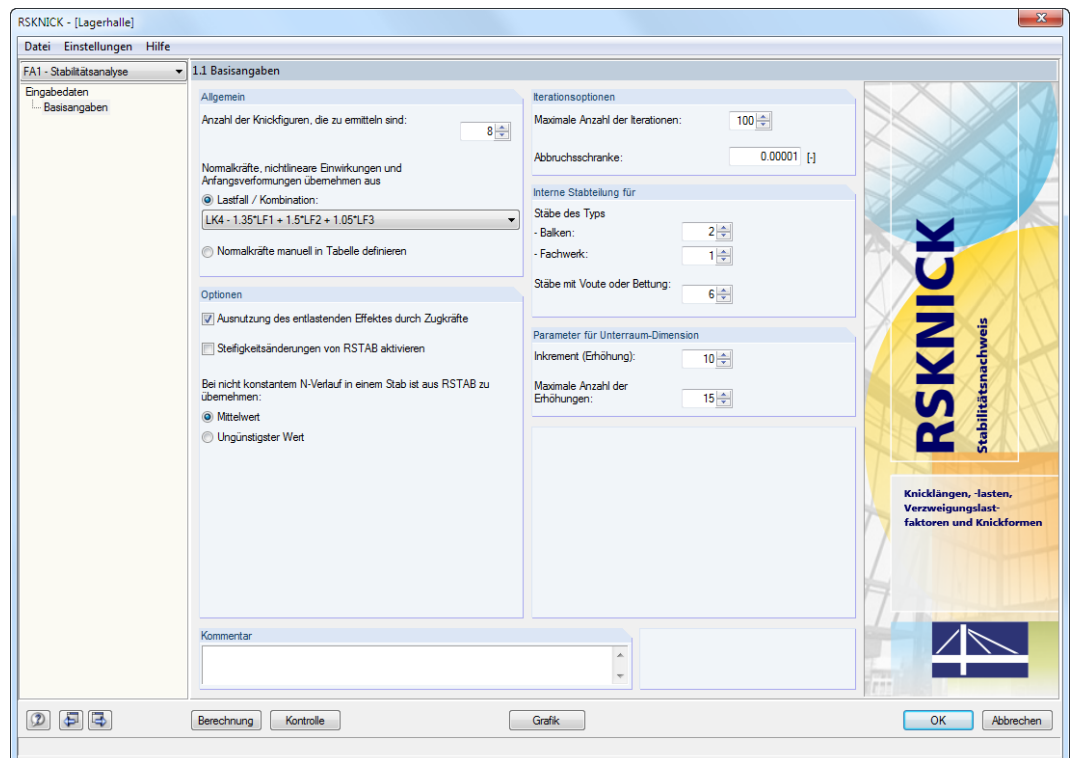 RSKNICK - [Lagerhalle]
Datei Einstellungen Hilfe
FA1 - Stabilitätsanalyse
1.1 Basisangaben
Eingabedaten
Basisangaben
Allgemein
Anzahl der Knickfiguren, die zu ermitteln sind:
8
Normalkräfte, nichtlineare Einwirkungen und
Anfangsverformungen übernehmen aus
Lastfall / Kombination:
LK4 - 1.35*LF1 + 1.5*LF2 + 1.05*LF3
Normalkräfte manuell in Tabelle definieren
Optionen
Ausnutzung des entlastenden Effektes durch Zugkräfte
Steifigkeitsänderungen von RSTAB aktivieren
Bei nicht konstantem N-Verlauf in einem Stab ist aus RSTAB zu
übernehmen:
Mittelwert
Ungünstigster Wert
Iterationsoptionen
Maximale Anzahl der Iterationen: 100
Abbruchsschranke: 0.00001 [-]
Interne Stabteilung für
Stäbe des Typs
- Balken: 2
- Fachwerk: 1
Stäbe mit Voute oder Bettung: 6
Parameter für Unterraum-Dimension
Inkrement (Erhöhung): 10
Maximale Anzahl der
Erhöhungen: 15
Kommentar
RSKNICK
Stabilitätsnachweis
Knicklängen, -lasten,
Verzweigungslast-
faktoren und Knickformen
Berechnung Kontrolle Grafik OK Abbrechen